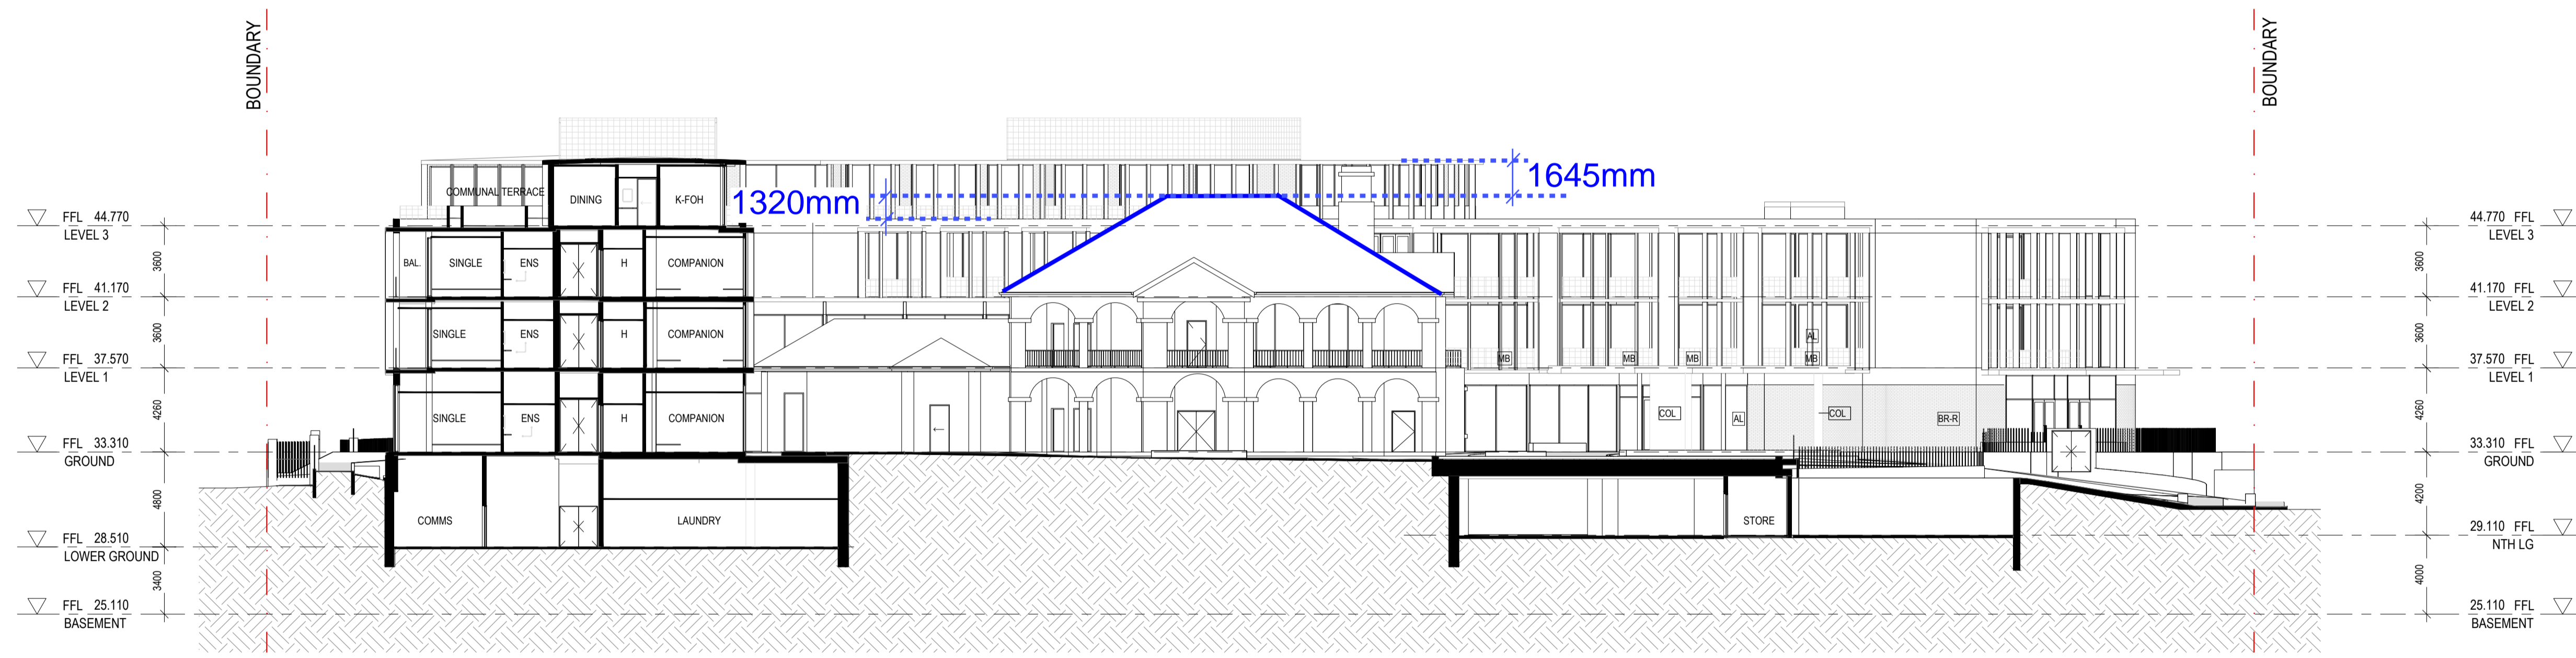 BOUNDARY
BOUNDARY
1645mm
1320mm
COMMUNAL TERRACE
DINING
K-FOH
FFL 44.770
LEVEL 3
44.770 FFL
LEVEL 3
3600
BAL.
SINGLE
ENS
H
COMPANION
3600
FFL 41.170
LEVEL 2
41.170 FFL
LEVEL 2
3600
SINGLE
ENS
H
COMPANION
AL
3600
MB
MB
MB
MB
FFL 37.570
LEVEL 1
37.570 FFL
LEVEL 1
4260
SINGLE
ENS
H
COMPANION
COL
AL
COL
BR-R
4260
FFL 33.310
GROUND
33.310 FFL
GROUND
4800
COMMS
LAUNDRY
STORE
4200
FFL 28.510
LOWER GROUND
29.110 FFL
NTH LG
3400
4000
FFL 25.110
BASEMENT
25.110 FFL
BASEMENT